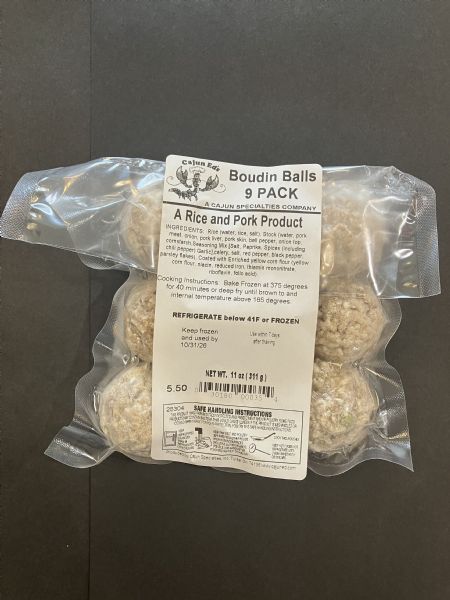 Cajun Ed's
Boudin Balls
9 PACK
A CAJUN SPECIALTIES COMPANY
A Rice and Pork Product
INGREDIENTS: Rice (water, rice, salt), Stock (water, pork
meat, onion, pork liver, pork skin, bell pepper, onion top,
cornstarch, Seasoning Mix (Salt, Paprika, Spices (including
chili pepper) Garlic), celery, salt, red pepper, black pepper,
parsley flakes), Coated with Enriched yellow corn flour (yellow
corn flour, niacin, reduced iron, thiamin mononitrate,
riboflavin, folic acid).
Cooking Instructions: Bake Frozen at 375 degrees
for 40 minutes or deep fry until brown to and
internal temperature above 165 degrees.
REFRIGERATE below 41F or FROZEN
Keep frozen
and used by
10/31/26
Use within 7 days
after thawing
NET WT. 11 oz (311 g)
5.50
28304
SAFE HANDLING INSTRUCTIONS